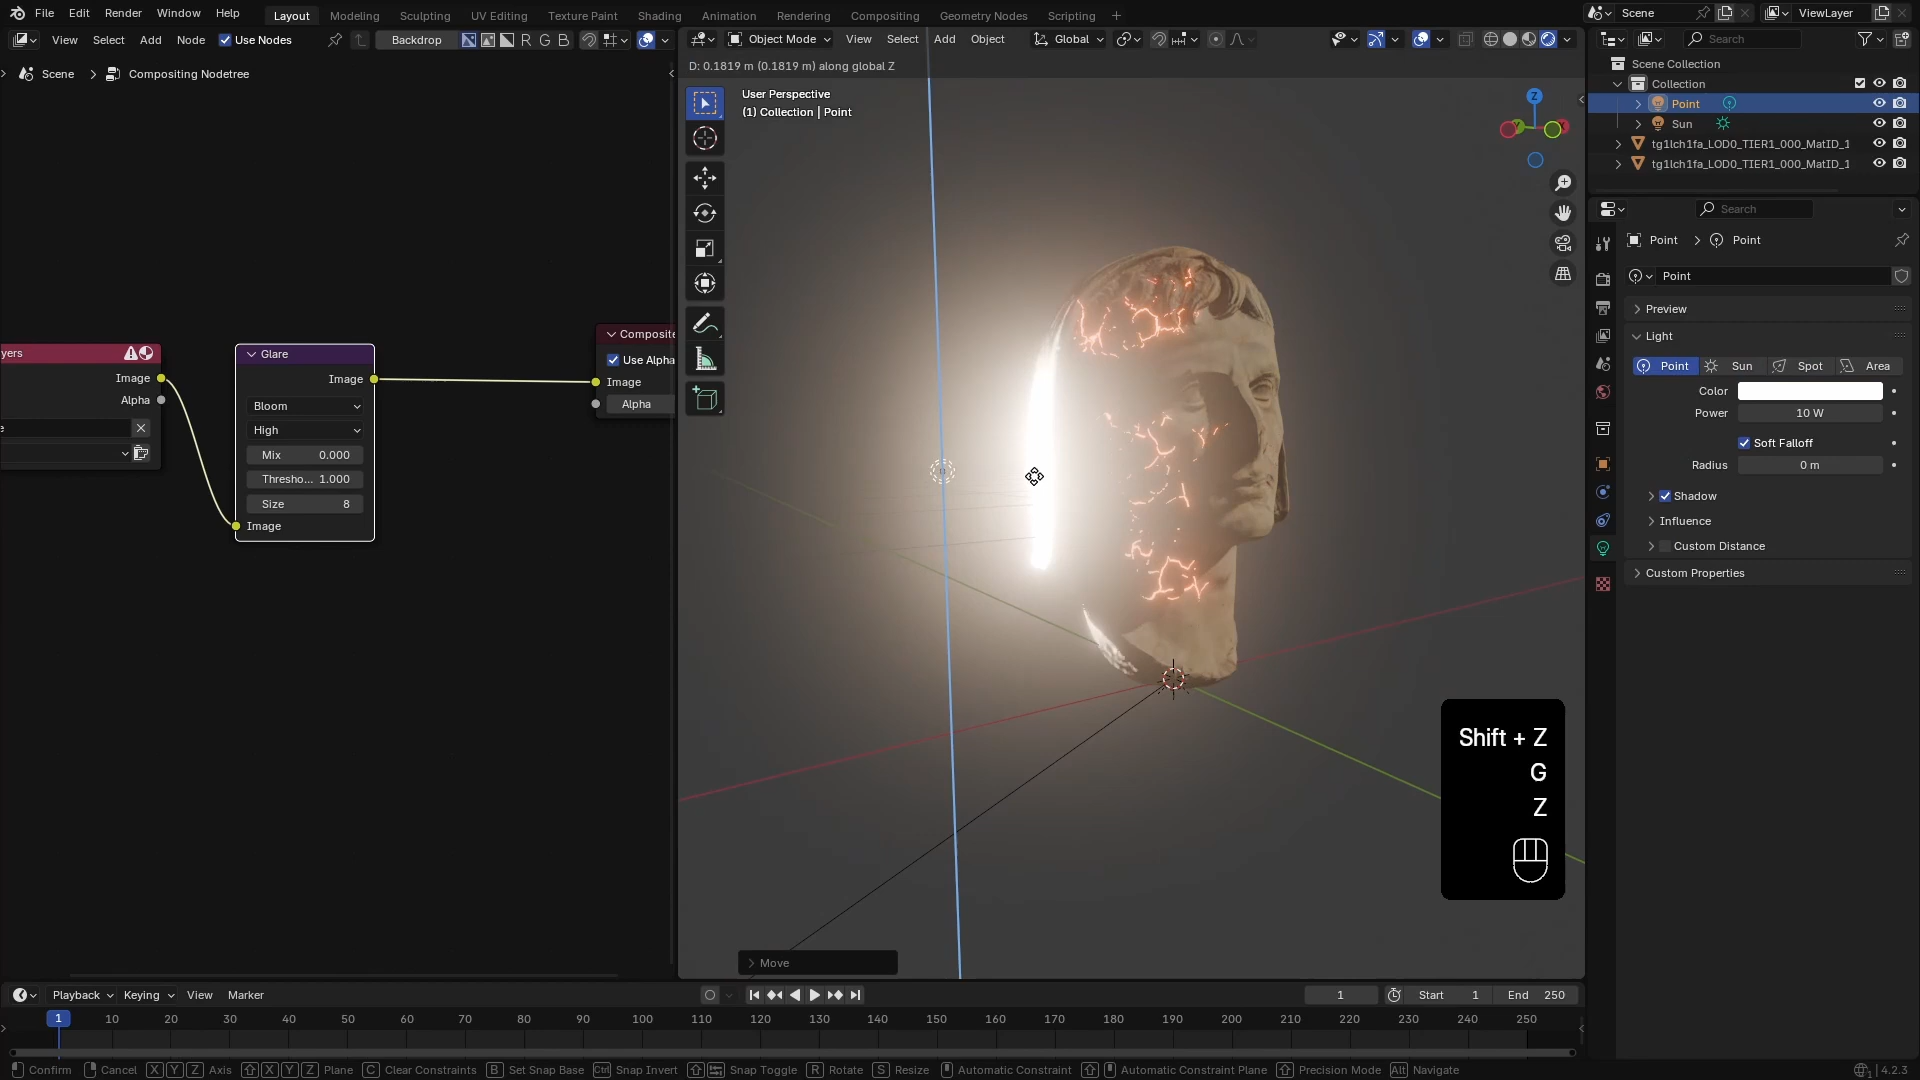 File Edit Render Window Help Layout Modeling Sculpting UV Editing Texture Paint Shading Animation Rendering Compositing Geometry Nodes Scripting + Scene ViewLayer
View Select Add Node Use Nodes Backdrop R G B Object Mode View Select Add Object Global Search
Scene > Compositing Nodetree
D: 0.1819 m (0.1819 m) along global Z
User Perspective
(1) Collection | Point
Z
Scene Collection
Collection
Point
Sun
tg1lch1fa_LOD0_TIER1_000_MatID_1
tg1lch1fa_LOD0_TIER1_000_MatID_1
Search
Point > Point
Point
Preview
Light
Point Sun Spot Area
Color
Power 10 W
Soft Falloff
Radius 0 m
Shadow
Influence
Custom Distance
Custom Properties
yers
Image
Alpha
e
Glare
Image
Bloom
High
Mix 0.000
Thresho... 1.000
Size 8
Image
Composite
Use Alpha
Image
Alpha
Shift + Z
G
Z
Move
Playback Keying View Marker 1 Start 1 End 250
1 10 20 30 40 50 60 70 80 90 100 110 120 130 140 150 160 170 180 190 200 210 220 230 240 250
Confirm Cancel X Y Z Axis X Y Z Plane C Clear Constraints B Set Snap Base Ctrl Snap Invert Snap Toggle R Rotate S Resize Automatic Constraint Automatic Constraint Plane Precision Mode Alt Navigate 4.2.3